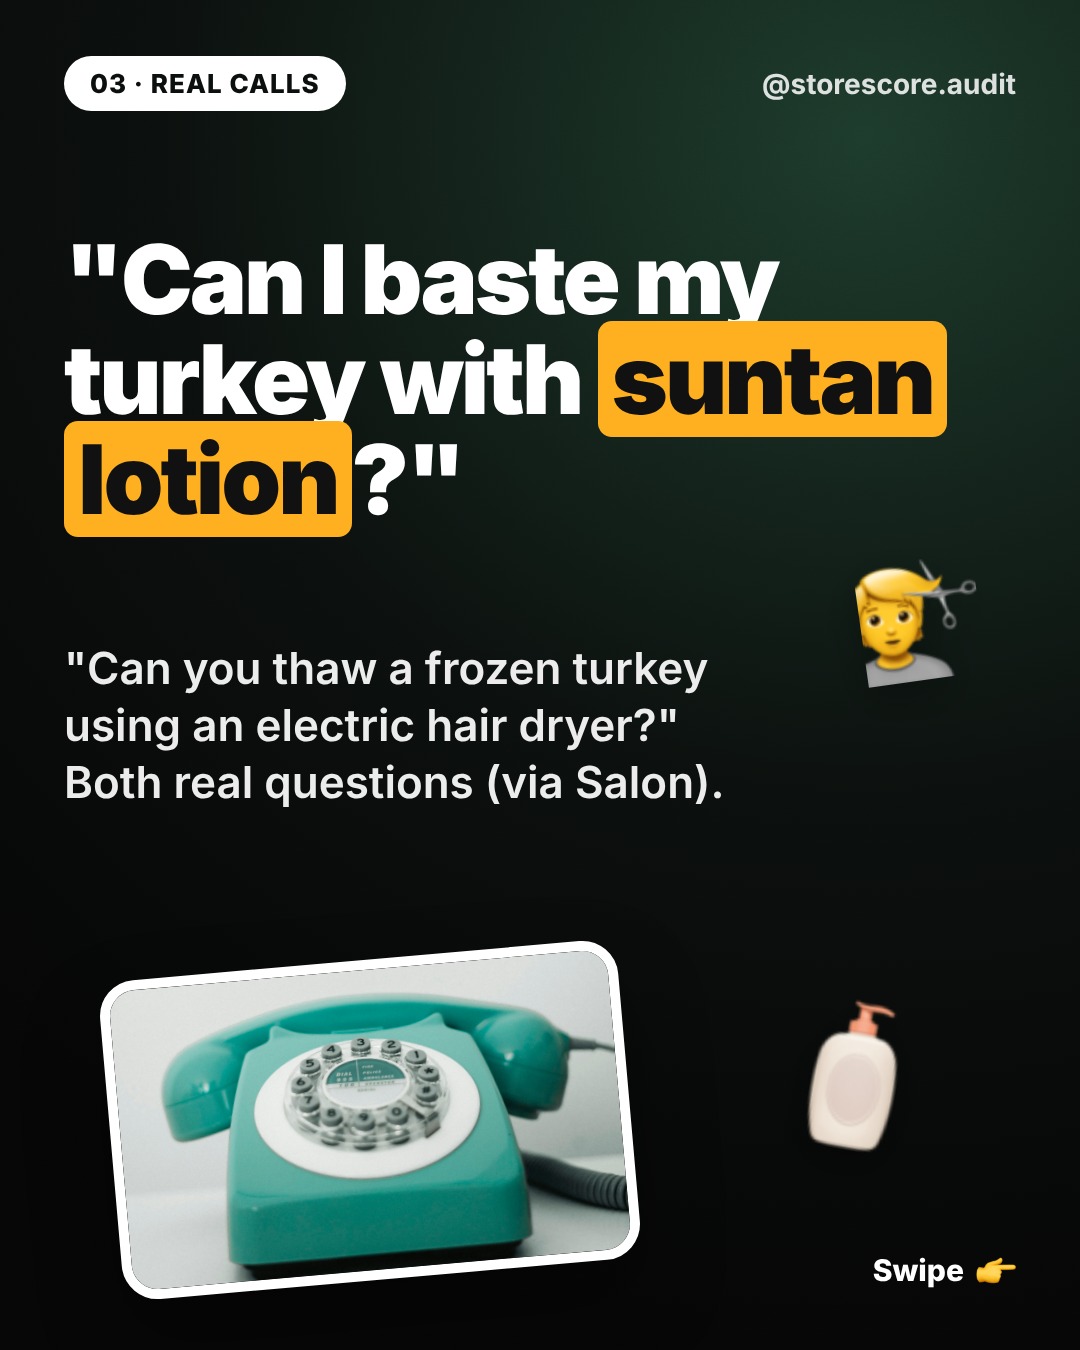 03 · REAL CALLS
@storescore.audit
"Can I baste my
turkey with suntan
lotion?"
"Can you thaw a frozen turkey
using an electric hair dryer?"
Both real questions (via Salon).
Swipe 👉